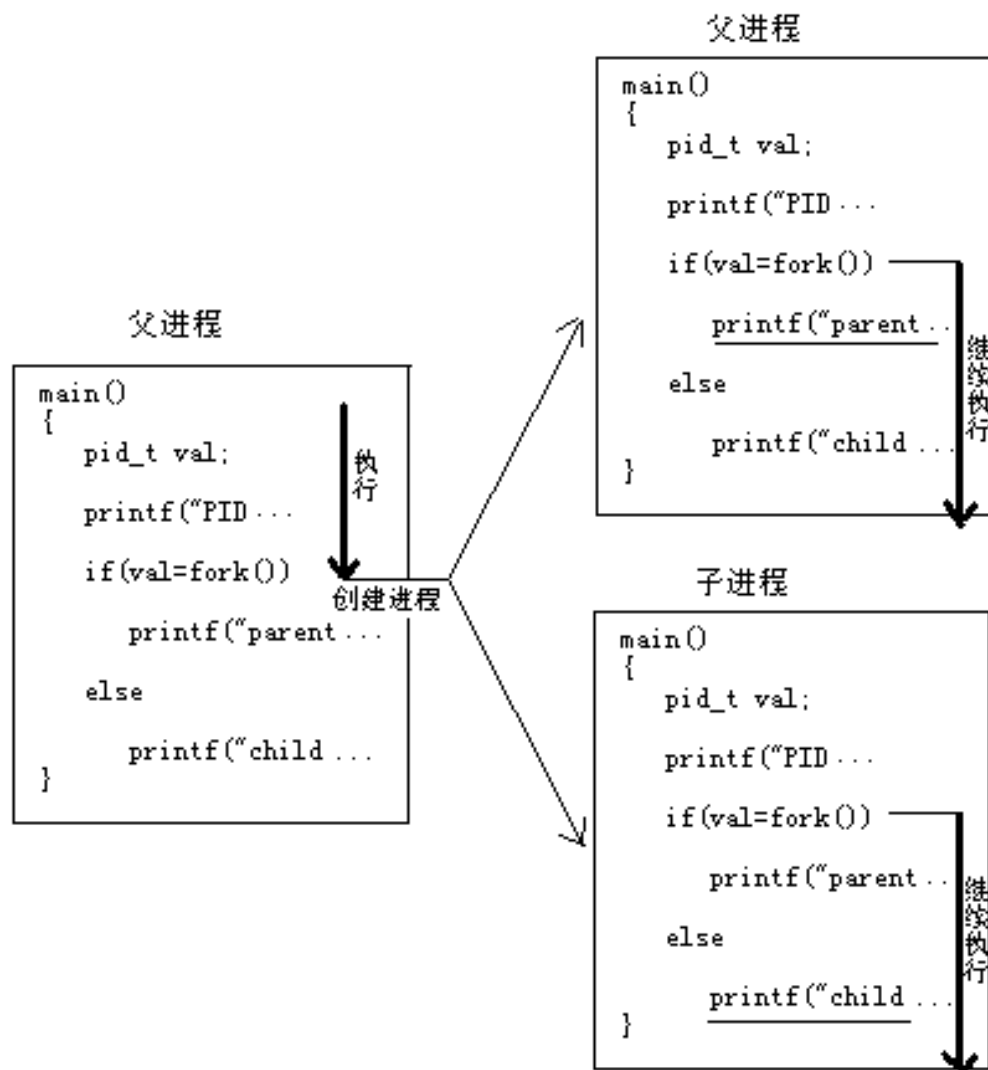 父进程
main()
{
pid_t val;
printf("PID ...
if(val=fork())
printf("parent ...
else
printf("child ...
}
执行
创建进程
父进程
main()
{
pid_t val;
printf("PID ...
if(val=fork())
printf("parent ...
else
printf("child ...
}
继续执行
子进程
main()
{
pid_t val;
printf("PID ...
if(val=fork())
printf("parent ...
else
printf("child ...
}
继续执行